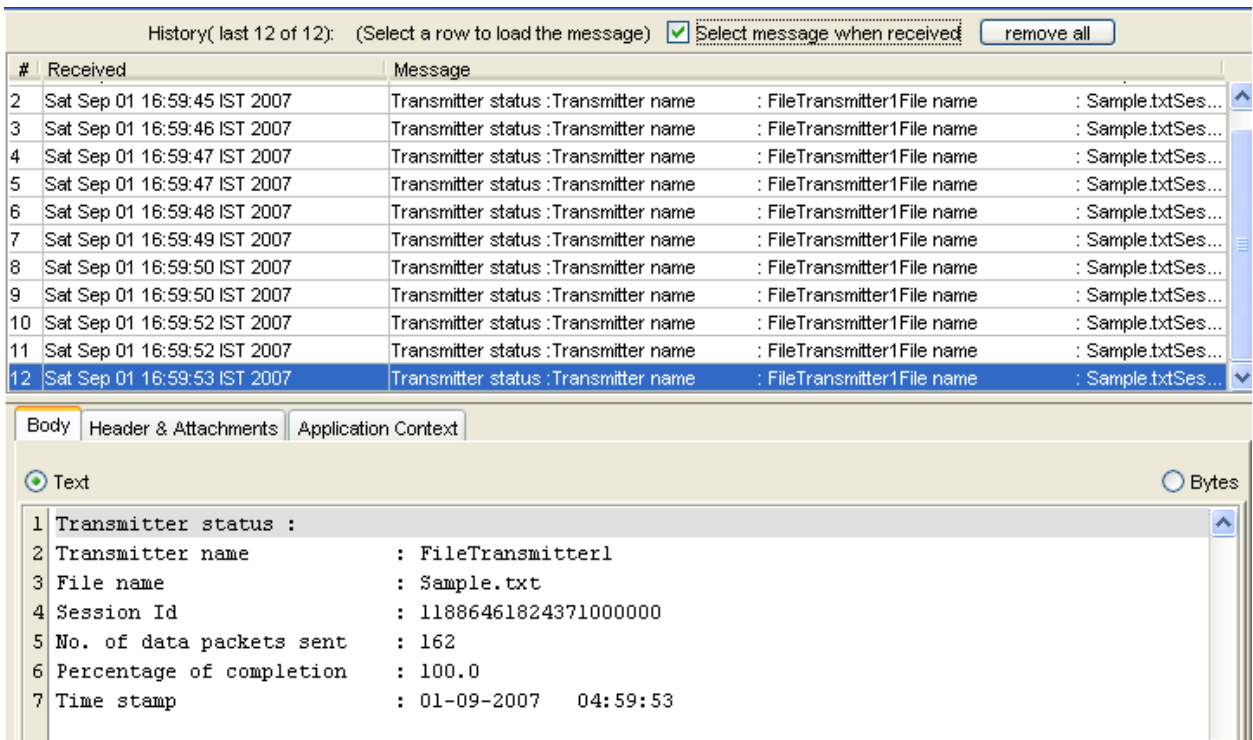 History( last 12 of 12): (Select a row to load the message) Select message when received remove all
# Received Message
2 Sat Sep 01 16:59:45 IST 2007 Transmitter status :Transmitter name : FileTransmitter1File name : Sample.txtSes...
3 Sat Sep 01 16:59:46 IST 2007 Transmitter status :Transmitter name : FileTransmitter1File name : Sample.txtSes...
4 Sat Sep 01 16:59:47 IST 2007 Transmitter status :Transmitter name : FileTransmitter1File name : Sample.txtSes...
5 Sat Sep 01 16:59:47 IST 2007 Transmitter status :Transmitter name : FileTransmitter1File name : Sample.txtSes...
6 Sat Sep 01 16:59:48 IST 2007 Transmitter status :Transmitter name : FileTransmitter1File name : Sample.txtSes...
7 Sat Sep 01 16:59:49 IST 2007 Transmitter status :Transmitter name : FileTransmitter1File name : Sample.txtSes...
8 Sat Sep 01 16:59:50 IST 2007 Transmitter status :Transmitter name : FileTransmitter1File name : Sample.txtSes...
9 Sat Sep 01 16:59:50 IST 2007 Transmitter status :Transmitter name : FileTransmitter1File name : Sample.txtSes...
10 Sat Sep 01 16:59:52 IST 2007 Transmitter status :Transmitter name : FileTransmitter1File name : Sample.txtSes...
11 Sat Sep 01 16:59:52 IST 2007 Transmitter status :Transmitter name : FileTransmitter1File name : Sample.txtSes...
12 Sat Sep 01 16:59:53 IST 2007 Transmitter status :Transmitter name : FileTransmitter1File name : Sample.txtSes...
Body Header & Attachments Application Context
Text Bytes
1 Transmitter status :
2 Transmitter name : FileTransmitter1
3 File name : Sample.txt
4 Session Id : 11886461824371000000
5 No. of data packets sent : 162
6 Percentage of completion : 100.0
7 Time stamp : 01-09-2007 04:59:53